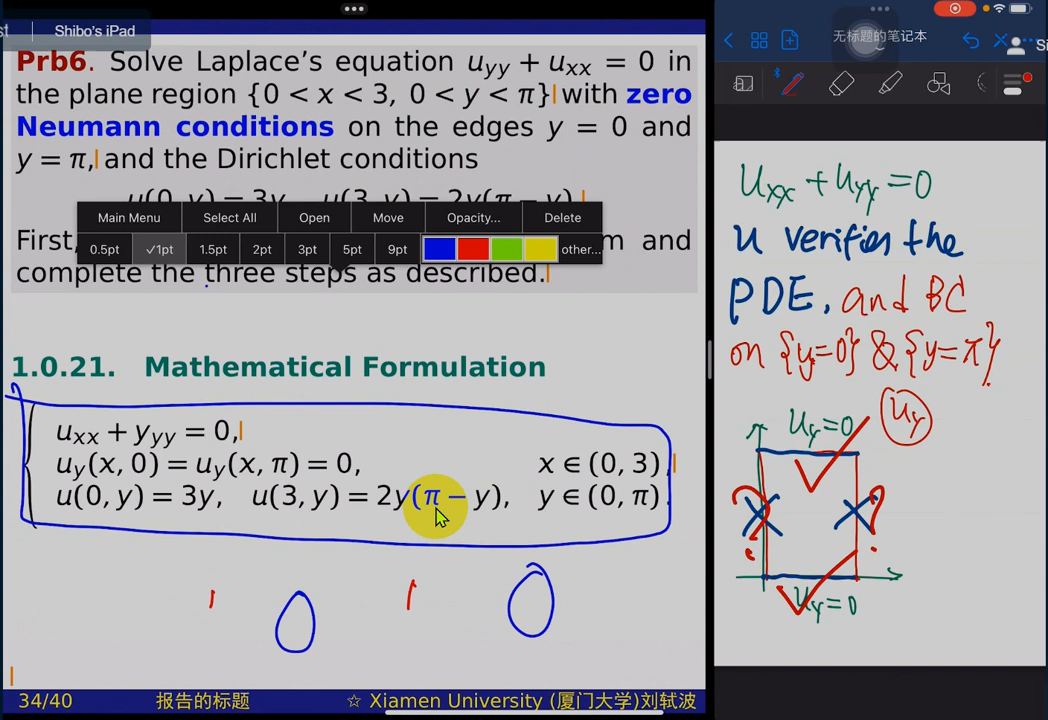 Shibo's iPad
Prb6. Solve Laplace's equation u_yy + u_xx = 0 in
the plane region {0 < x < 3, 0 < y < π} with zero
Neumann conditions on the edges y = 0 and
y = π, and the Dirichlet conditions
u(0, y) = 3y, u(3, y) = 2y(π − y)
Main Menu Select All Open Move Opacity... Delete
0.5pt ✓1pt 1.5pt 2pt 3pt 5pt 9pt other...
First, and
complete the three steps as described.
1.0.21. Mathematical Formulation
u_xx + y_yy = 0,
u_y(x, 0) = u_y(x, π) = 0, x ∈ (0, 3),
u(0, y) = 3y, u(3, y) = 2y(π − y), y ∈ (0, π).
34/40 报告的标题 ☆ Xiamen University (厦门大学)刘轼波
无标题的笔记本
Si
u_xx + u_yy = 0
u verifies the
PDE, and BC
on {y=0} & {y=π}
u_y=0
u_y
? ?
u_y=0